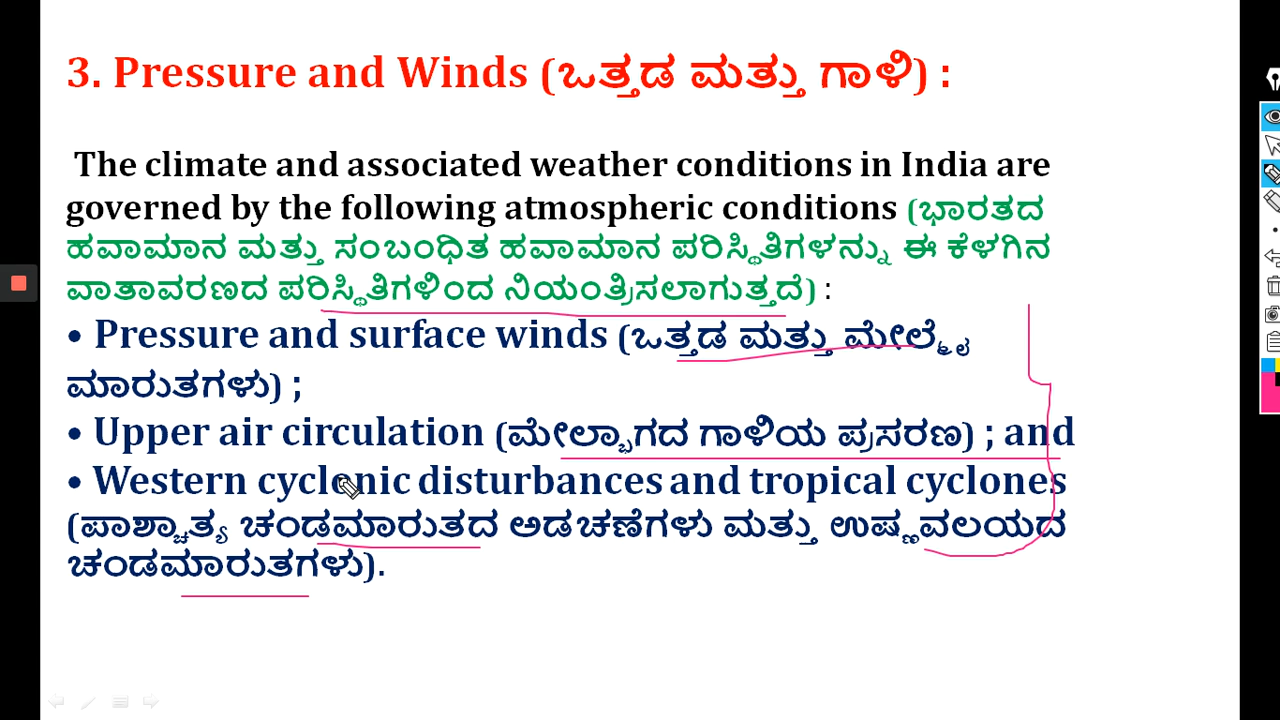 3. Pressure and Winds (ಒತ್ತಡ ಮತ್ತು ಗಾಳಿ) :
The climate and associated weather conditions in India are
governed by the following atmospheric conditions (ಭಾರತದ
ಹವಾಮಾನ ಮತ್ತು ಸಂಬಂಧಿತ ಹವಾಮಾನ ಪರಿಸ್ಥಿತಿಗಳನ್ನು ಈ ಕೆಳಗಿನ
ವಾತಾವರಣದ ಪರಿಸ್ಥಿತಿಗಳಿಂದ ನಿಯಂತ್ರಿಸಲಾಗುತ್ತದೆ) :
• Pressure and surface winds (ಒತ್ತಡ ಮತ್ತು ಮೇಲ್ಮೈ
ಮಾರುತಗಳು) ;
• Upper air circulation (ಮೇಲ್ಭಾಗದ ಗಾಳಿಯ ಪ್ರಸರಣ) ; and
• Western cyclonic disturbances and tropical cyclones
(ಪಾಶ್ಚಾತ್ಯ ಚಂಡಮಾರುತದ ಅಡಚಣೆಗಳು ಮತ್ತು ಉಷ್ಣವಲಯದ
ಚಂಡಮಾರುತಗಳು).